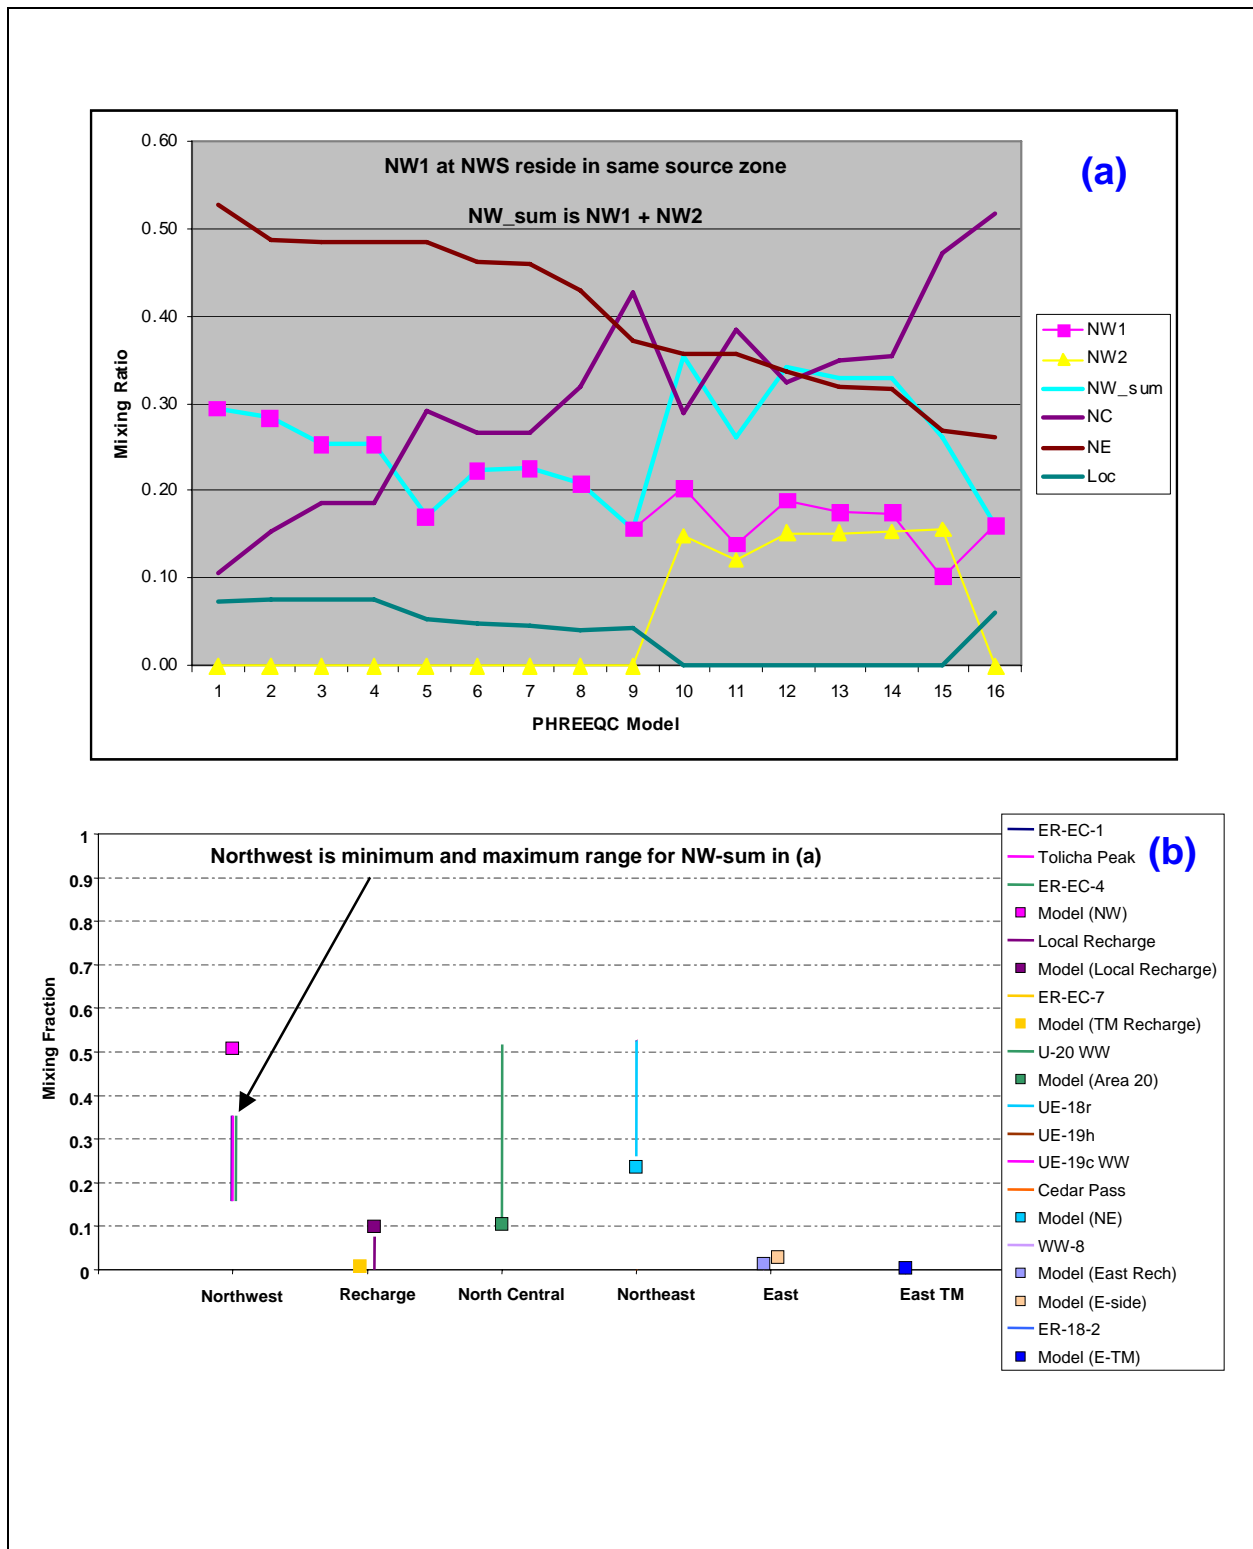 NW1 at NWS reside in same source zone
NW_sum is NW1 + NW2
(a)
0.60
0.50
0.40
0.30
0.20
0.10
0.00
Mixing Ratio
1 2 3 4 5 6 7 8 9 10 11 12 13 14 15 16
PHREEQC Model
NW1
NW2
NW_sum
NC
NE
Loc
Northwest is minimum and maximum range for NW-sum in (a)
(b)
1
0.9
0.8
0.7
0.6
0.5
0.4
0.3
0.2
0.1
0
Mixing Fraction
Northwest Recharge North Central Northeast East East TM
ER-EC-1
Tolicha Peak
ER-EC-4
Model (NW)
Local Recharge
Model (Local Recharge)
ER-EC-7
Model (TM Recharge)
U-20 WW
Model (Area 20)
UE-18r
UE-19h
UE-19c WW
Cedar Pass
Model (NE)
WW-8
Model (East Rech)
Model (E-side)
ER-18-2
Model (E-TM)